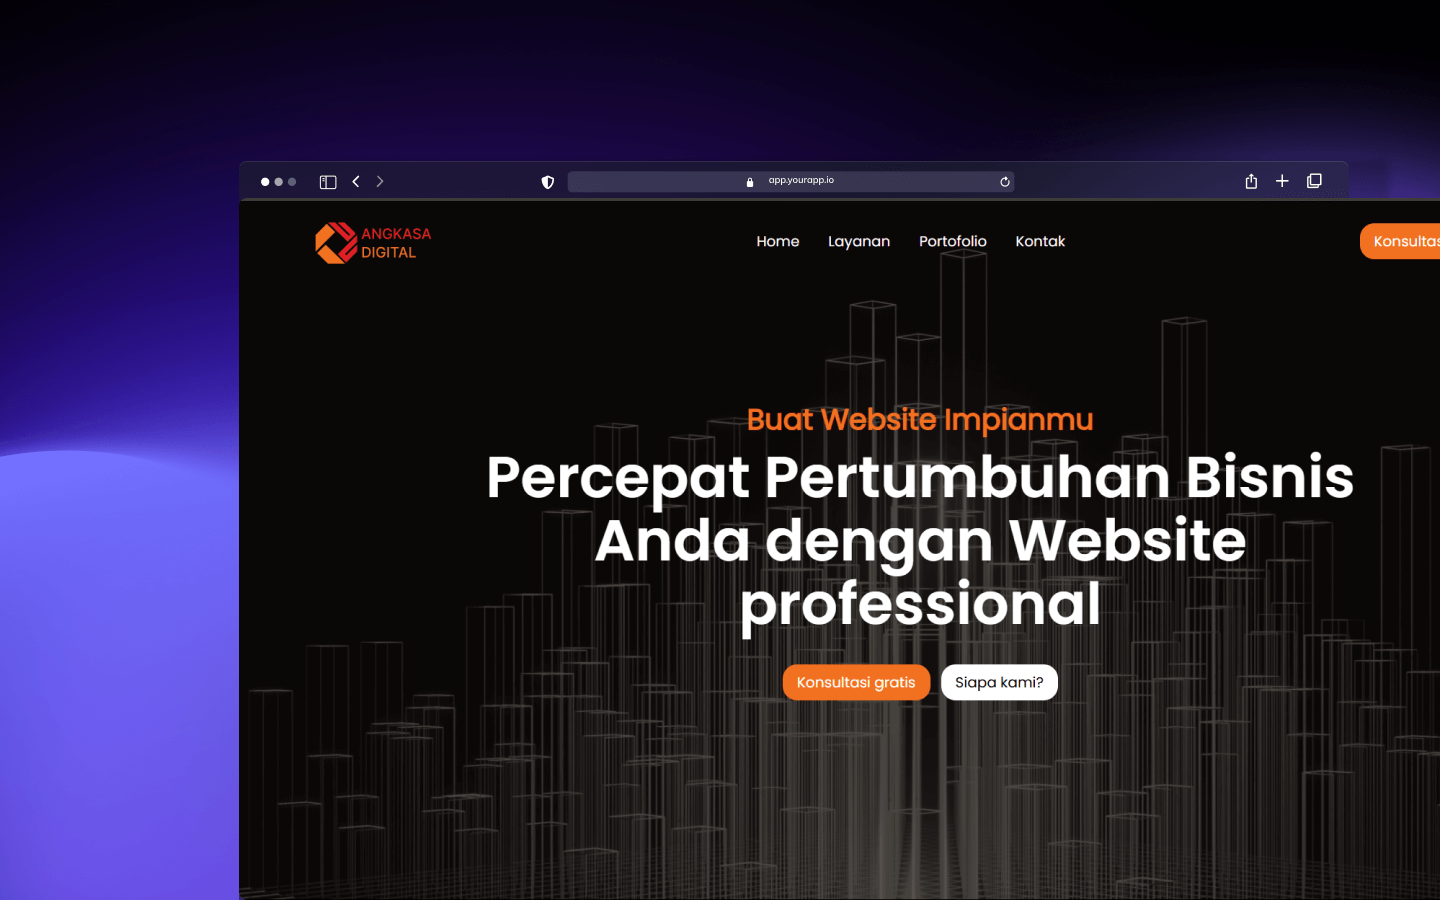 app.yourapp.io
ANGKASA
DIGITAL
Home Layanan Portofolio Kontak
Buat Website Impianmu
Percepat Pertumbuhan Bisnis
Anda dengan Website
professional
Konsultasi gratis Siapa kami?